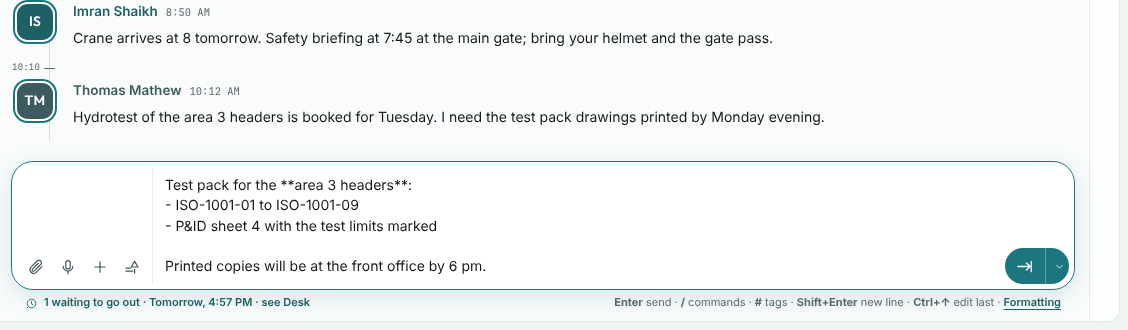 IS
Imran Shaikh 8:50 AM
Crane arrives at 8 tomorrow. Safety briefing at 7:45 at the main gate; bring your helmet and the gate pass.
10:10
TM
Thomas Mathew 10:12 AM
Hydrotest of the area 3 headers is booked for Tuesday. I need the test pack drawings printed by Monday evening.
Test pack for the **area 3 headers**:
- ISO-1001-01 to ISO-1001-09
- P&ID sheet 4 with the test limits marked
Printed copies will be at the front office by 6 pm.
1 waiting to go out · Tomorrow, 4:57 PM · see Desk
Enter send · / commands · # tags · Shift+Enter new line · Ctrl+↑ edit last · Formatting